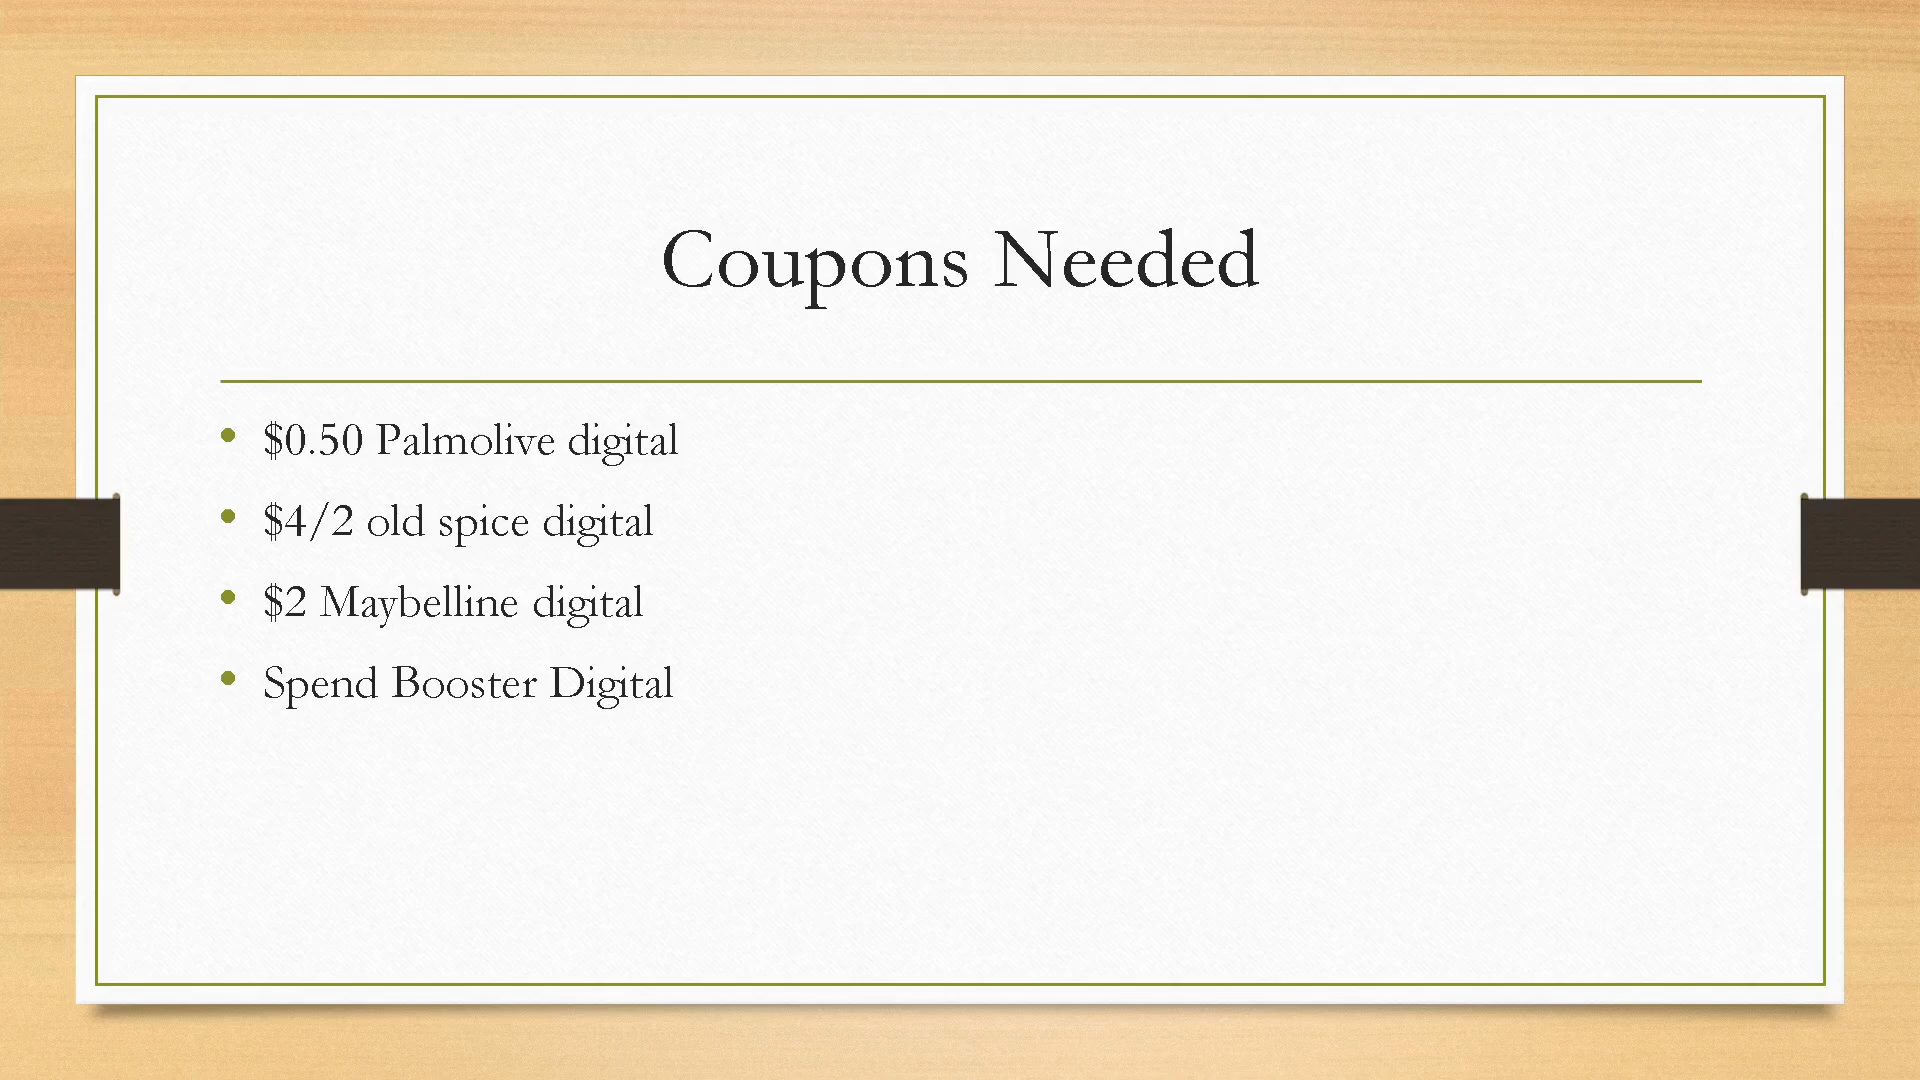 Coupons Needed
• $0.50 Palmolive digital
• $4/2 old spice digital
• $2 Maybelline digital
• Spend Booster Digital